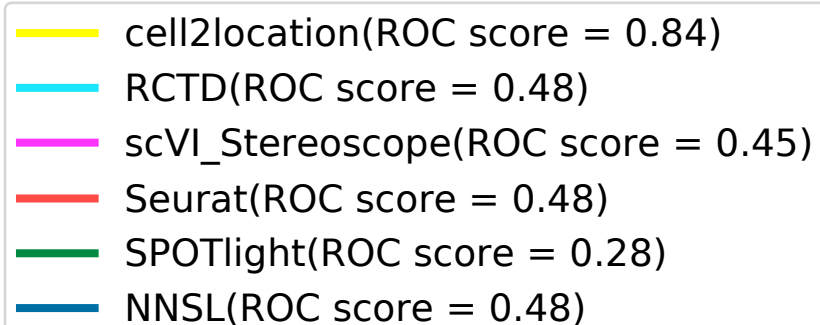 cell2location(ROC score = 0.84)
RCTD(ROC score = 0.48)
scVI_Stereoscope(ROC score = 0.45)
Seurat(ROC score = 0.48)
SPOTlight(ROC score = 0.28)
NNSL(ROC score = 0.48)